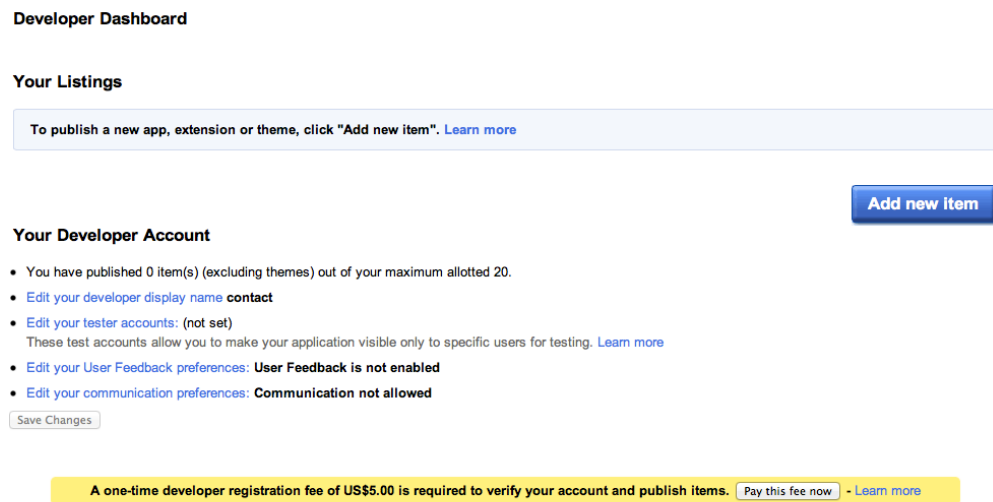 Developer Dashboard
Your Listings
To publish a new app, extension or theme, click "Add new item". Learn more
Add new item
Your Developer Account
You have published 0 item(s) (excluding themes) out of your maximum allotted 20.
Edit your developer display name contact
Edit your tester accounts: (not set)
These test accounts allow you to make your application visible only to specific users for testing. Learn more
Edit your User Feedback preferences: User Feedback is not enabled
Edit your communication preferences: Communication not allowed
Save Changes
A one-time developer registration fee of US$5.00 is required to verify your account and publish items. Pay this fee now - Learn more